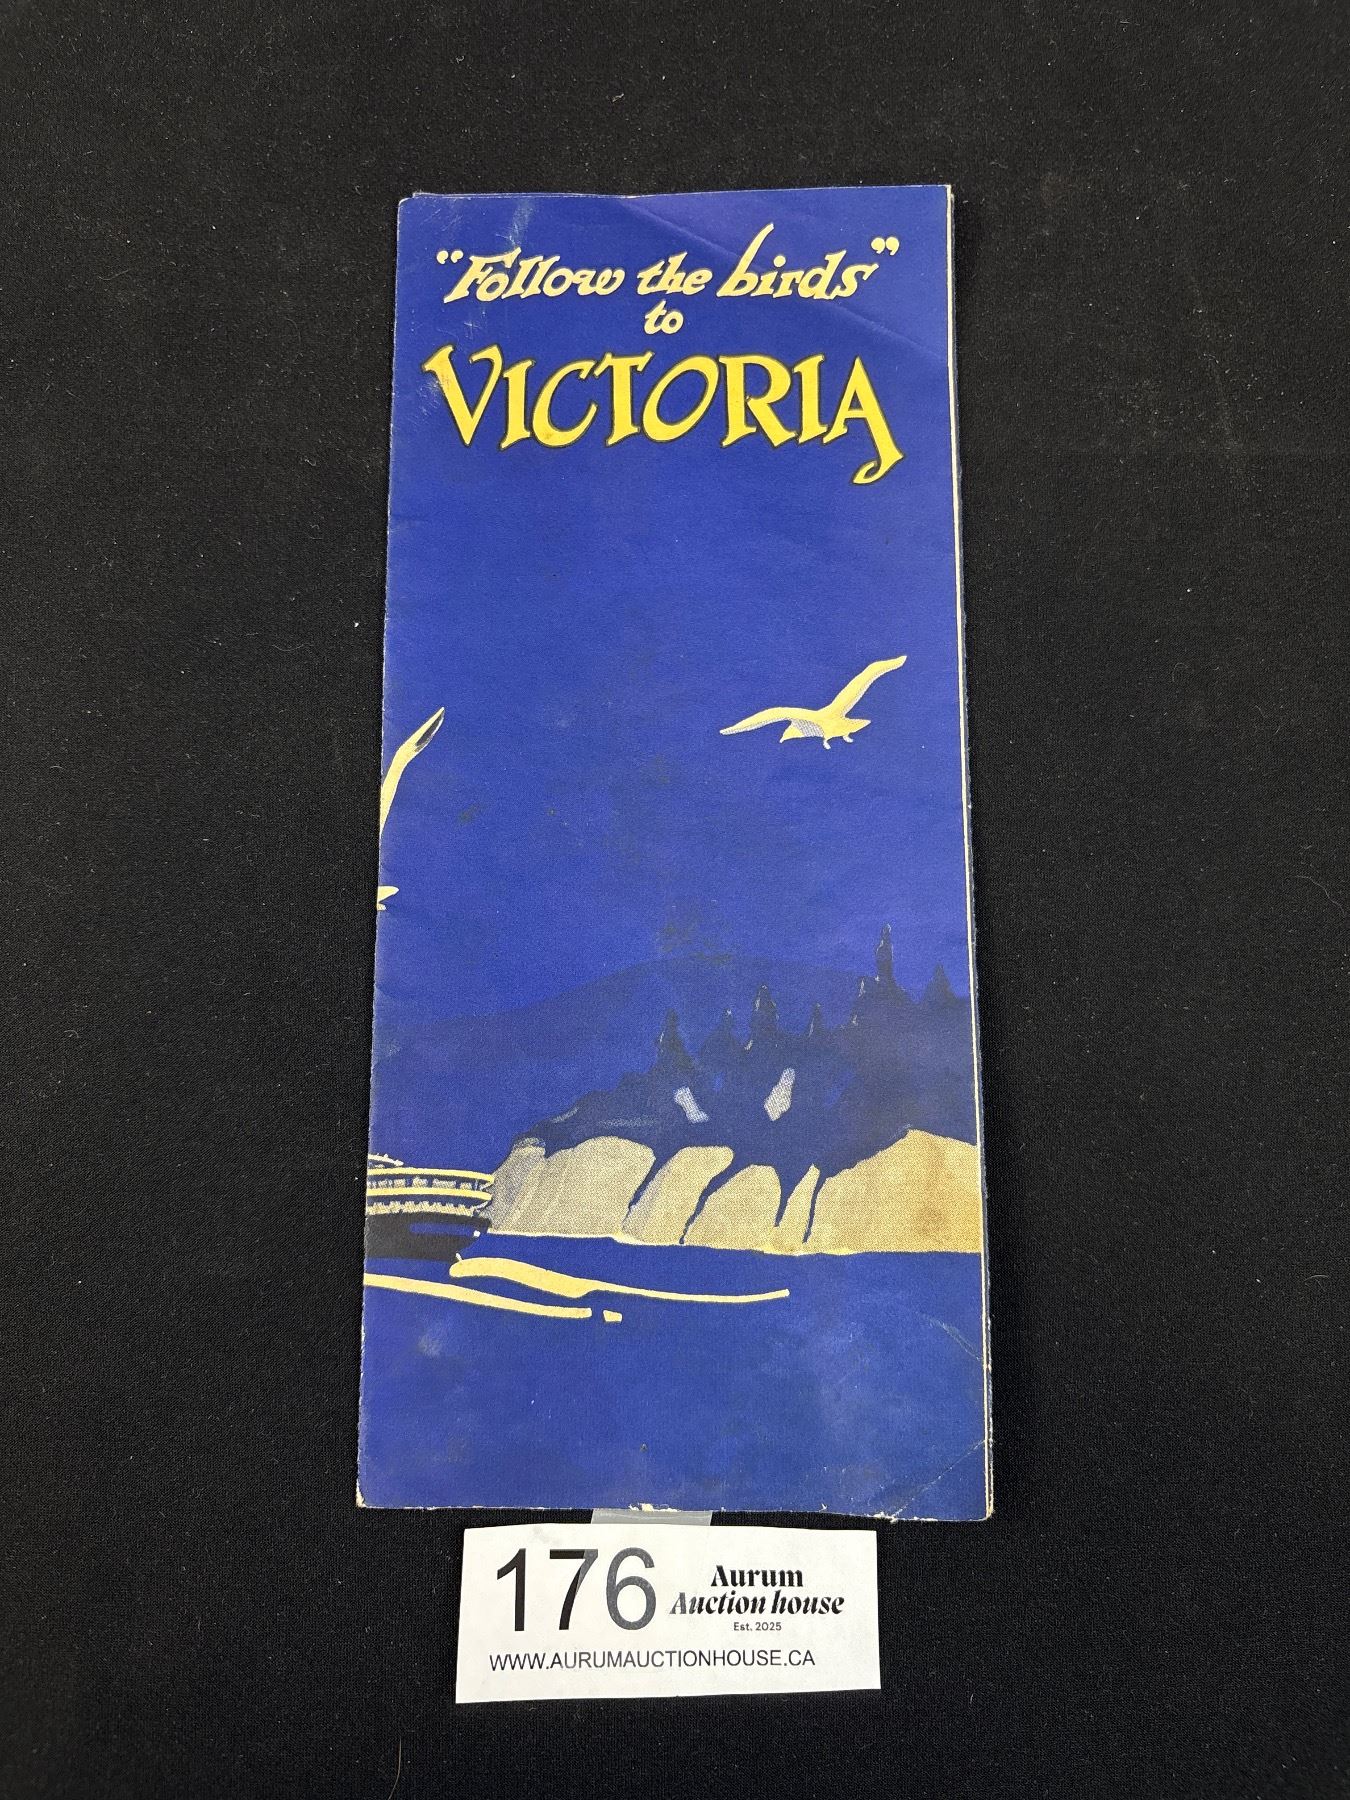 “Follow the birds”
to
VICTORIA
176
Aurum
Auction house
Est. 2025
WWW.AURUMAUCTIONHOUSE.CA